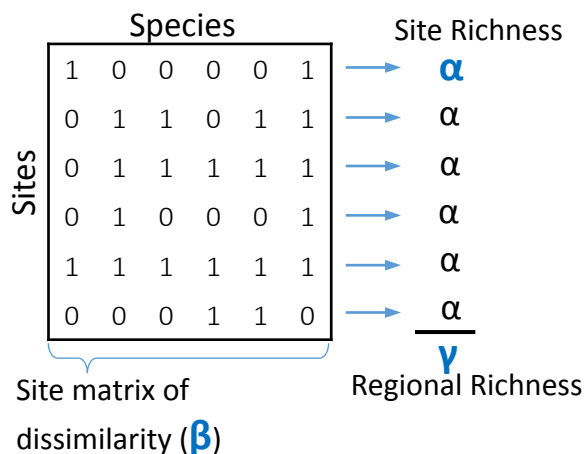 Species
Site Richness
Sites
1 0 0 0 0 1 α
0 1 1 0 1 1 α
0 1 1 1 1 1 α
0 1 0 0 0 1 α
1 1 1 1 1 1 α
0 0 0 1 1 0 α
γ
Regional Richness
Site matrix of
dissimilarity (β)